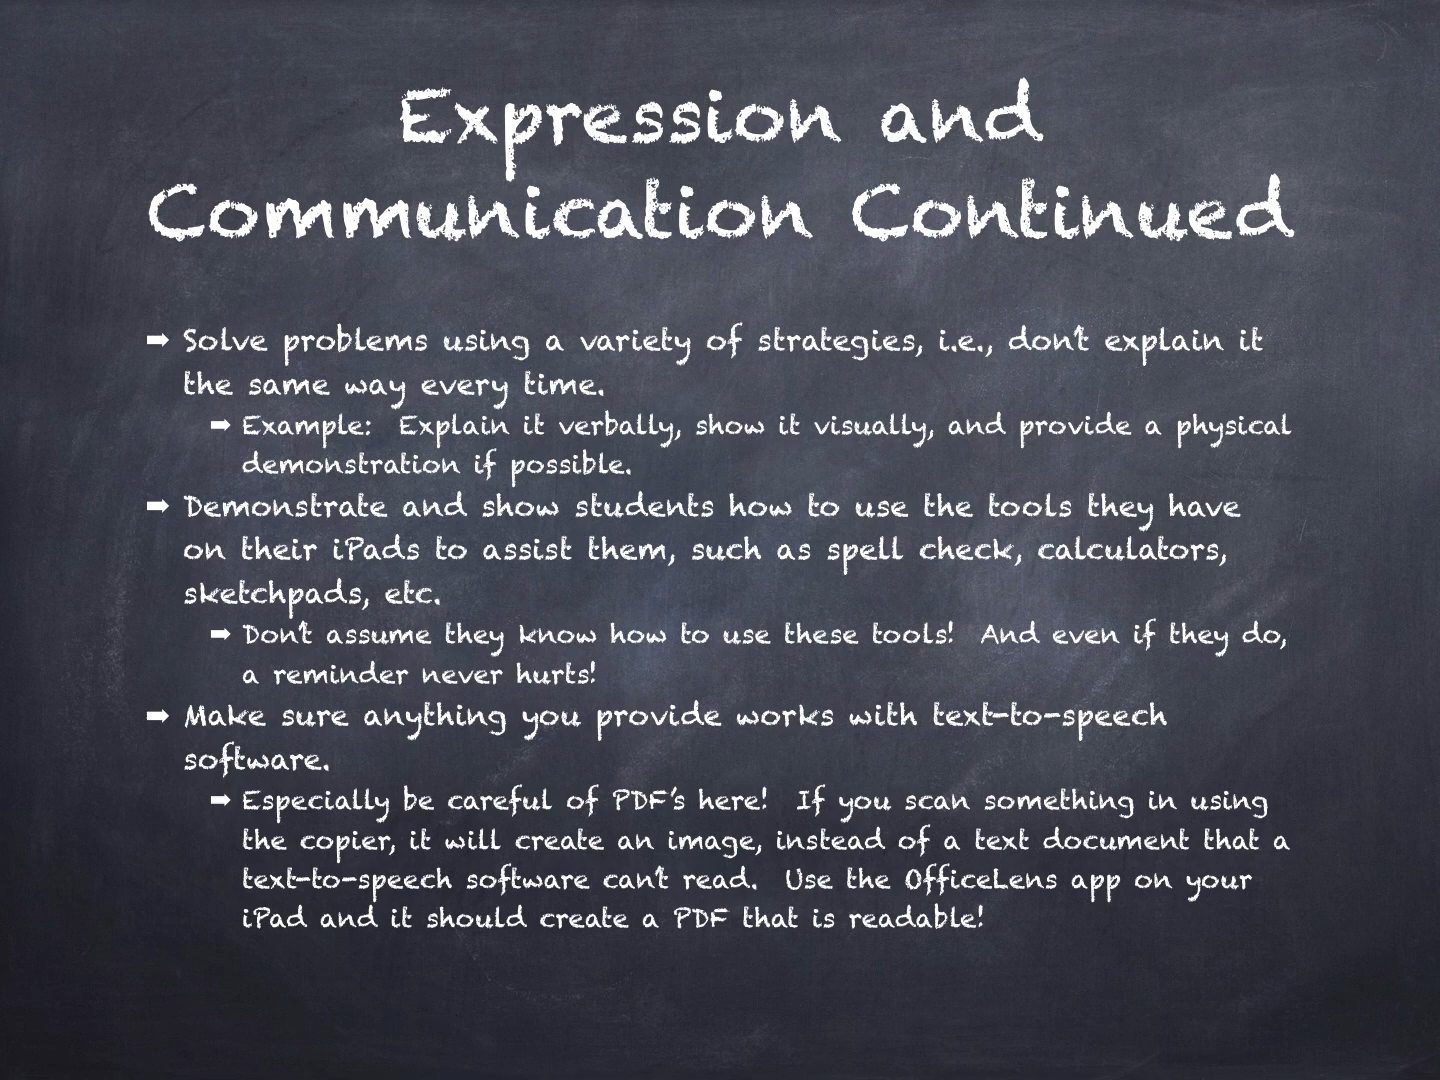 Expression and
Communication Continued
➡ Solve problems using a variety of strategies, i.e., don't explain it
the same way every time.
➡ Example:  Explain it verbally, show it visually, and provide a physical
demonstration if possible.
➡ Demonstrate and show students how to use the tools they have
on their iPads to assist them, such as spell check, calculators,
sketchpads, etc.
➡ Don't assume they know how to use these tools!  And even if they do,
a reminder never hurts!
➡ Make sure anything you provide works with text-to-speech
software.
➡ Especially be careful of PDF's here!  If you scan something in using
the copier, it will create an image, instead of a text document that a
text-to-speech software can't read.  Use the OfficeLens app on your
iPad and it should create a PDF that is readable!